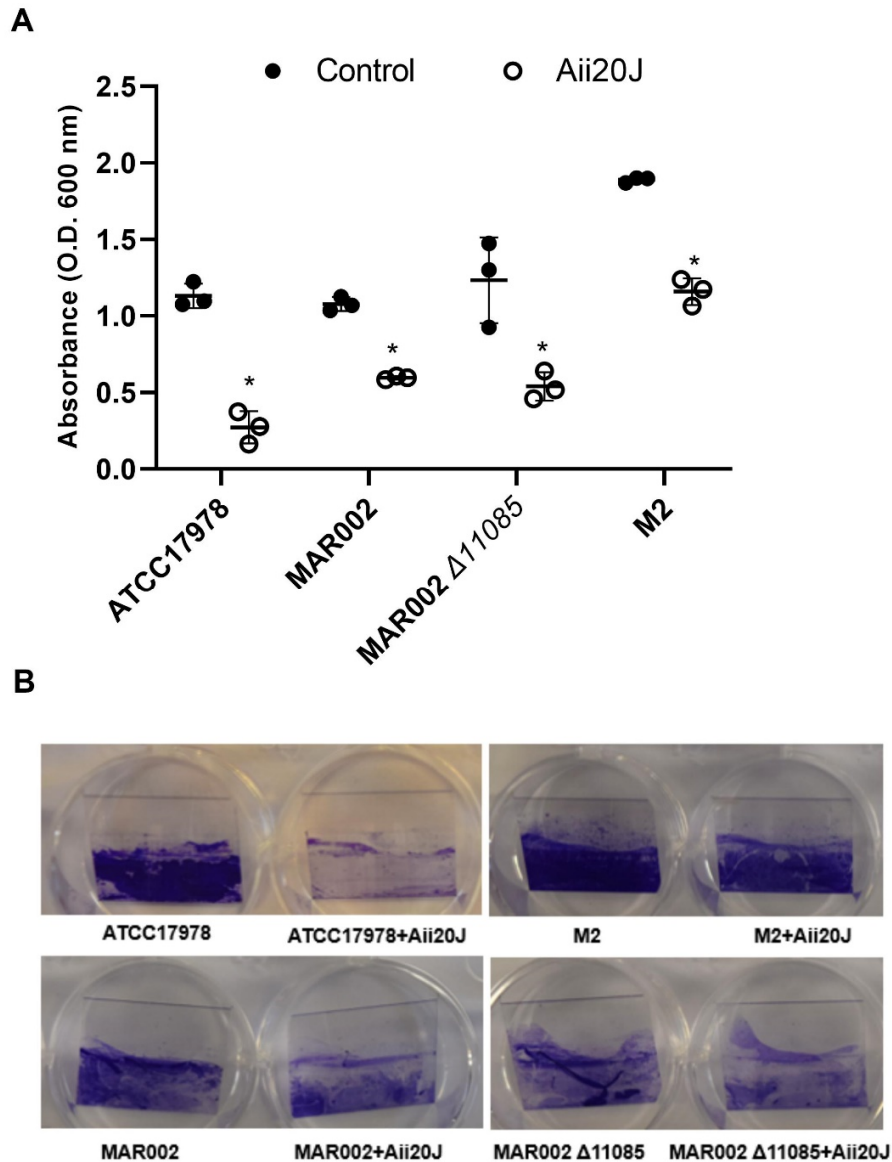 A
Control Aii20J
Absorbance (O.D. 600 nm)
2.5
2.0
1.5
1.0
0.5
0.0
*
*
*
*
ATCC17978
MAR002
MAR002 Δ11085
M2
B
ATCC17978 ATCC17978+Aii20J M2 M2+Aii20J
MAR002 MAR002+Aii20J MAR002 Δ11085 MAR002 Δ11085+Aii20J